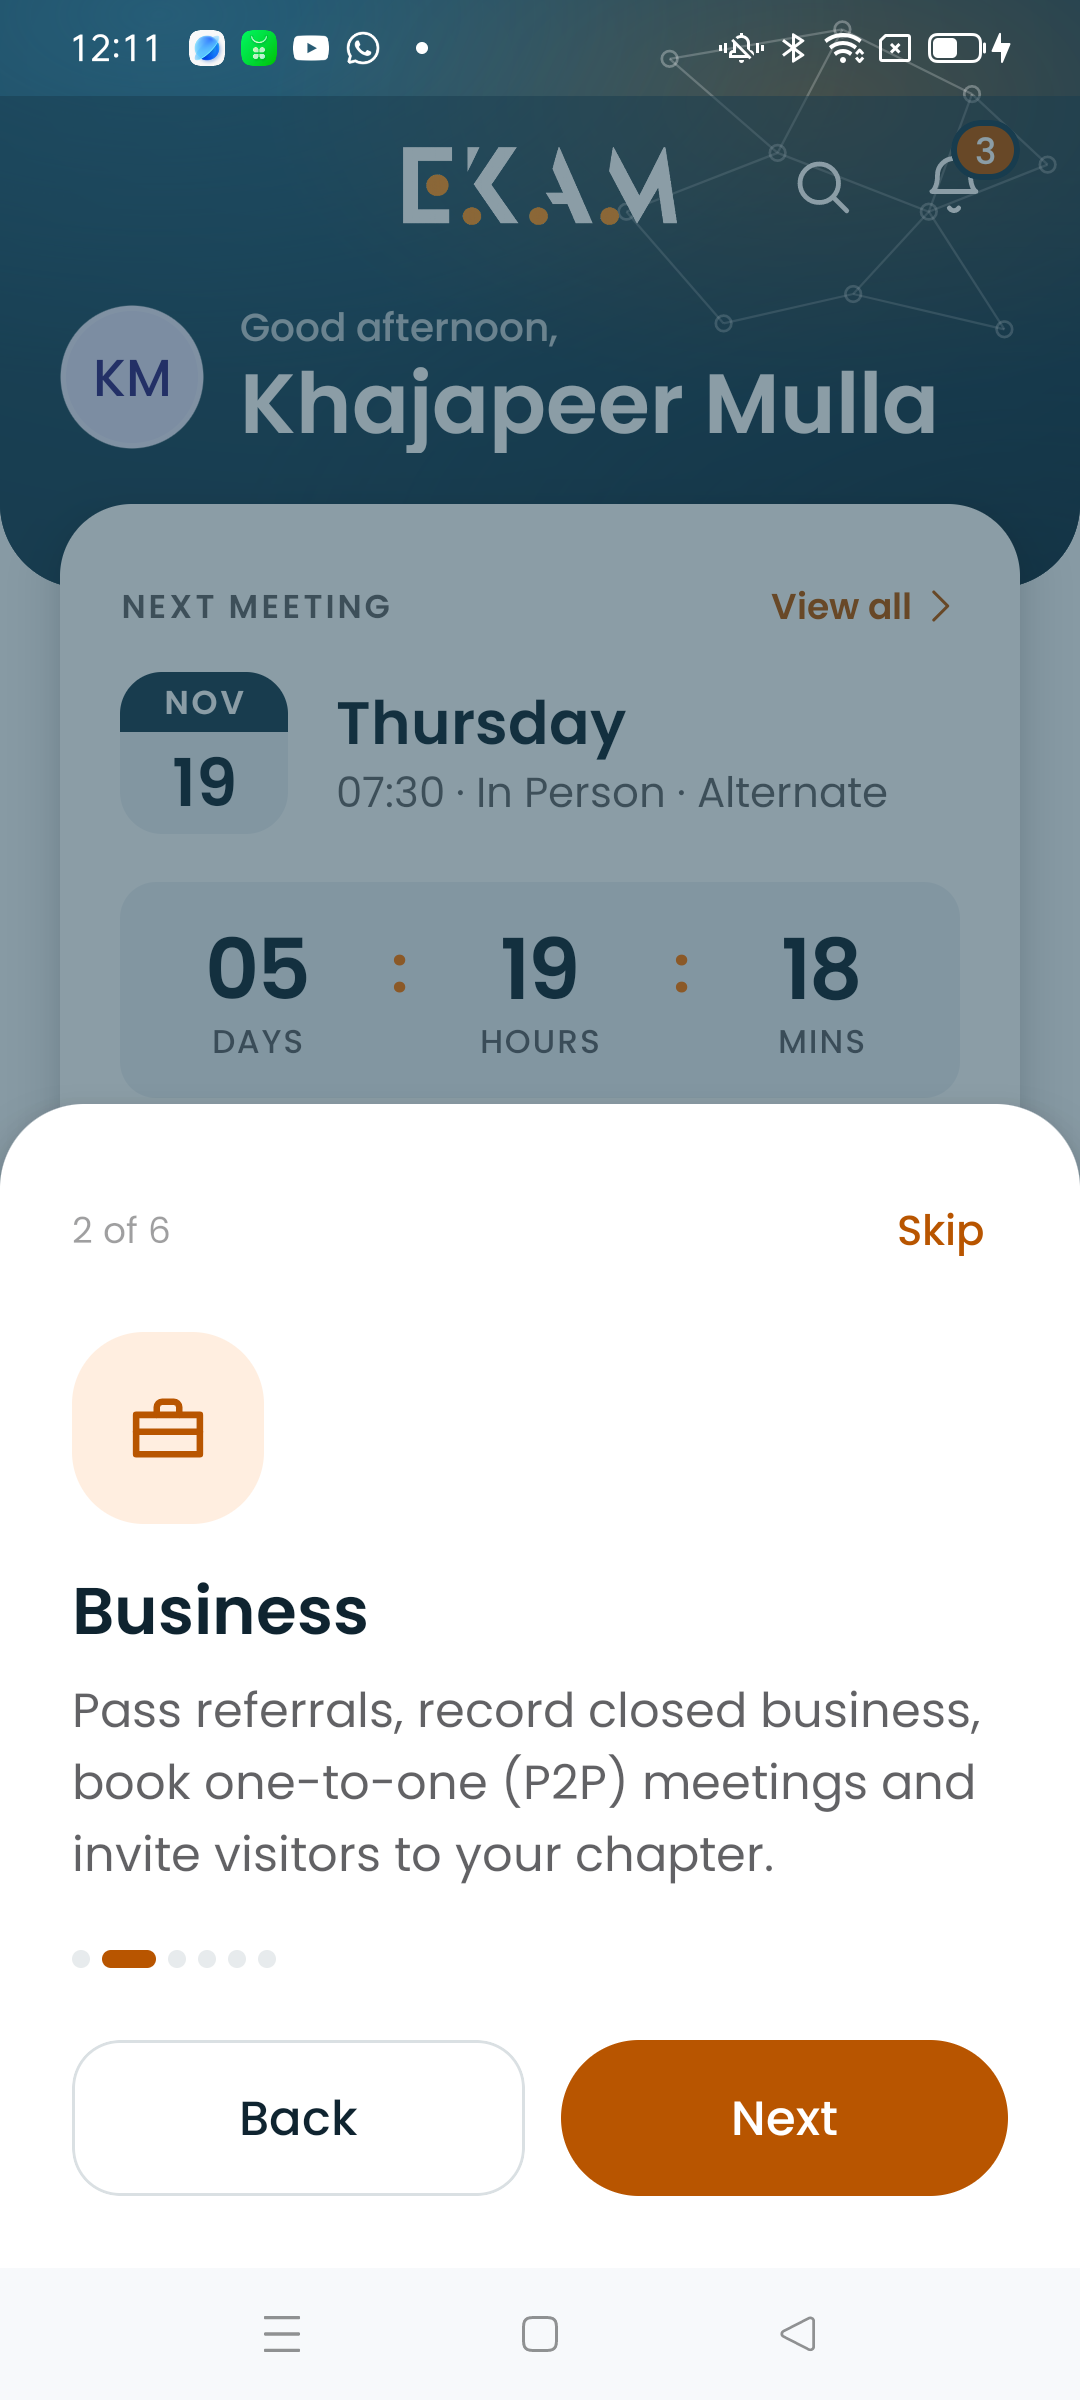 12:11
EKAM
3
KM
Good afternoon,
Khajapeer Mulla
NEXT MEETING
View all
NOV
19
Thursday
07:30 · In Person · Alternate
05 : 19 : 18
DAYS HOURS MINS
2 of 6
Skip
Business
Pass referrals, record closed business,
book one-to-one (P2P) meetings and
invite visitors to your chapter.
Back
Next